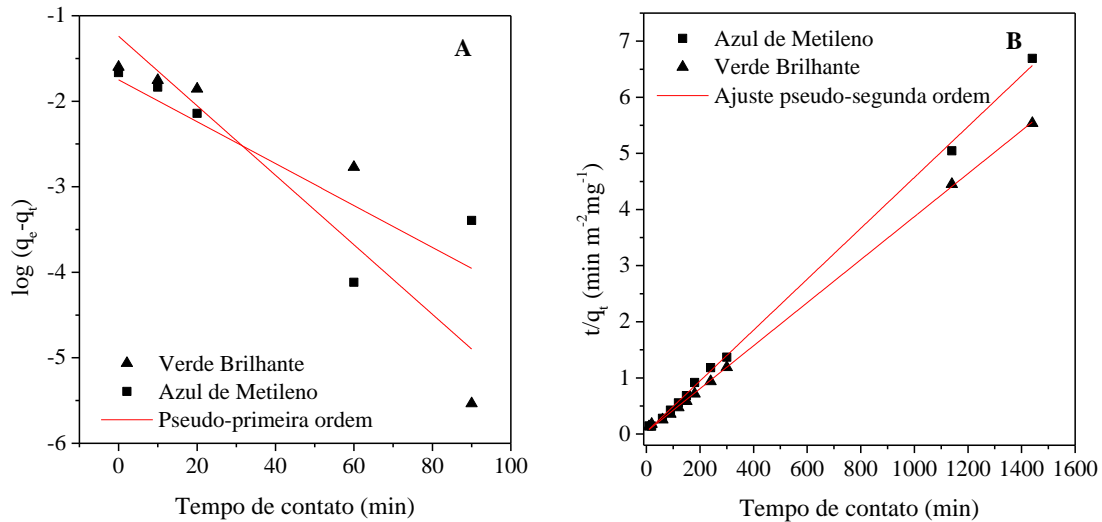 A
-1
-2
-3
-4
-5
-6
log (qₑ-qₜ)
Verde Brilhante
Azul de Metileno
Pseudo-primeira ordem
0 20 40 60 80 100
Tempo de contato (min)
B
Azul de Metileno
Verde Brilhante
Ajuste pseudo-segunda ordem
7
6
5
4
3
2
1
0
t/qₜ (min m⁻²mg⁻¹)
0 200 400 600 800 1000 1200 1400 1600
Tempo de contato (min)